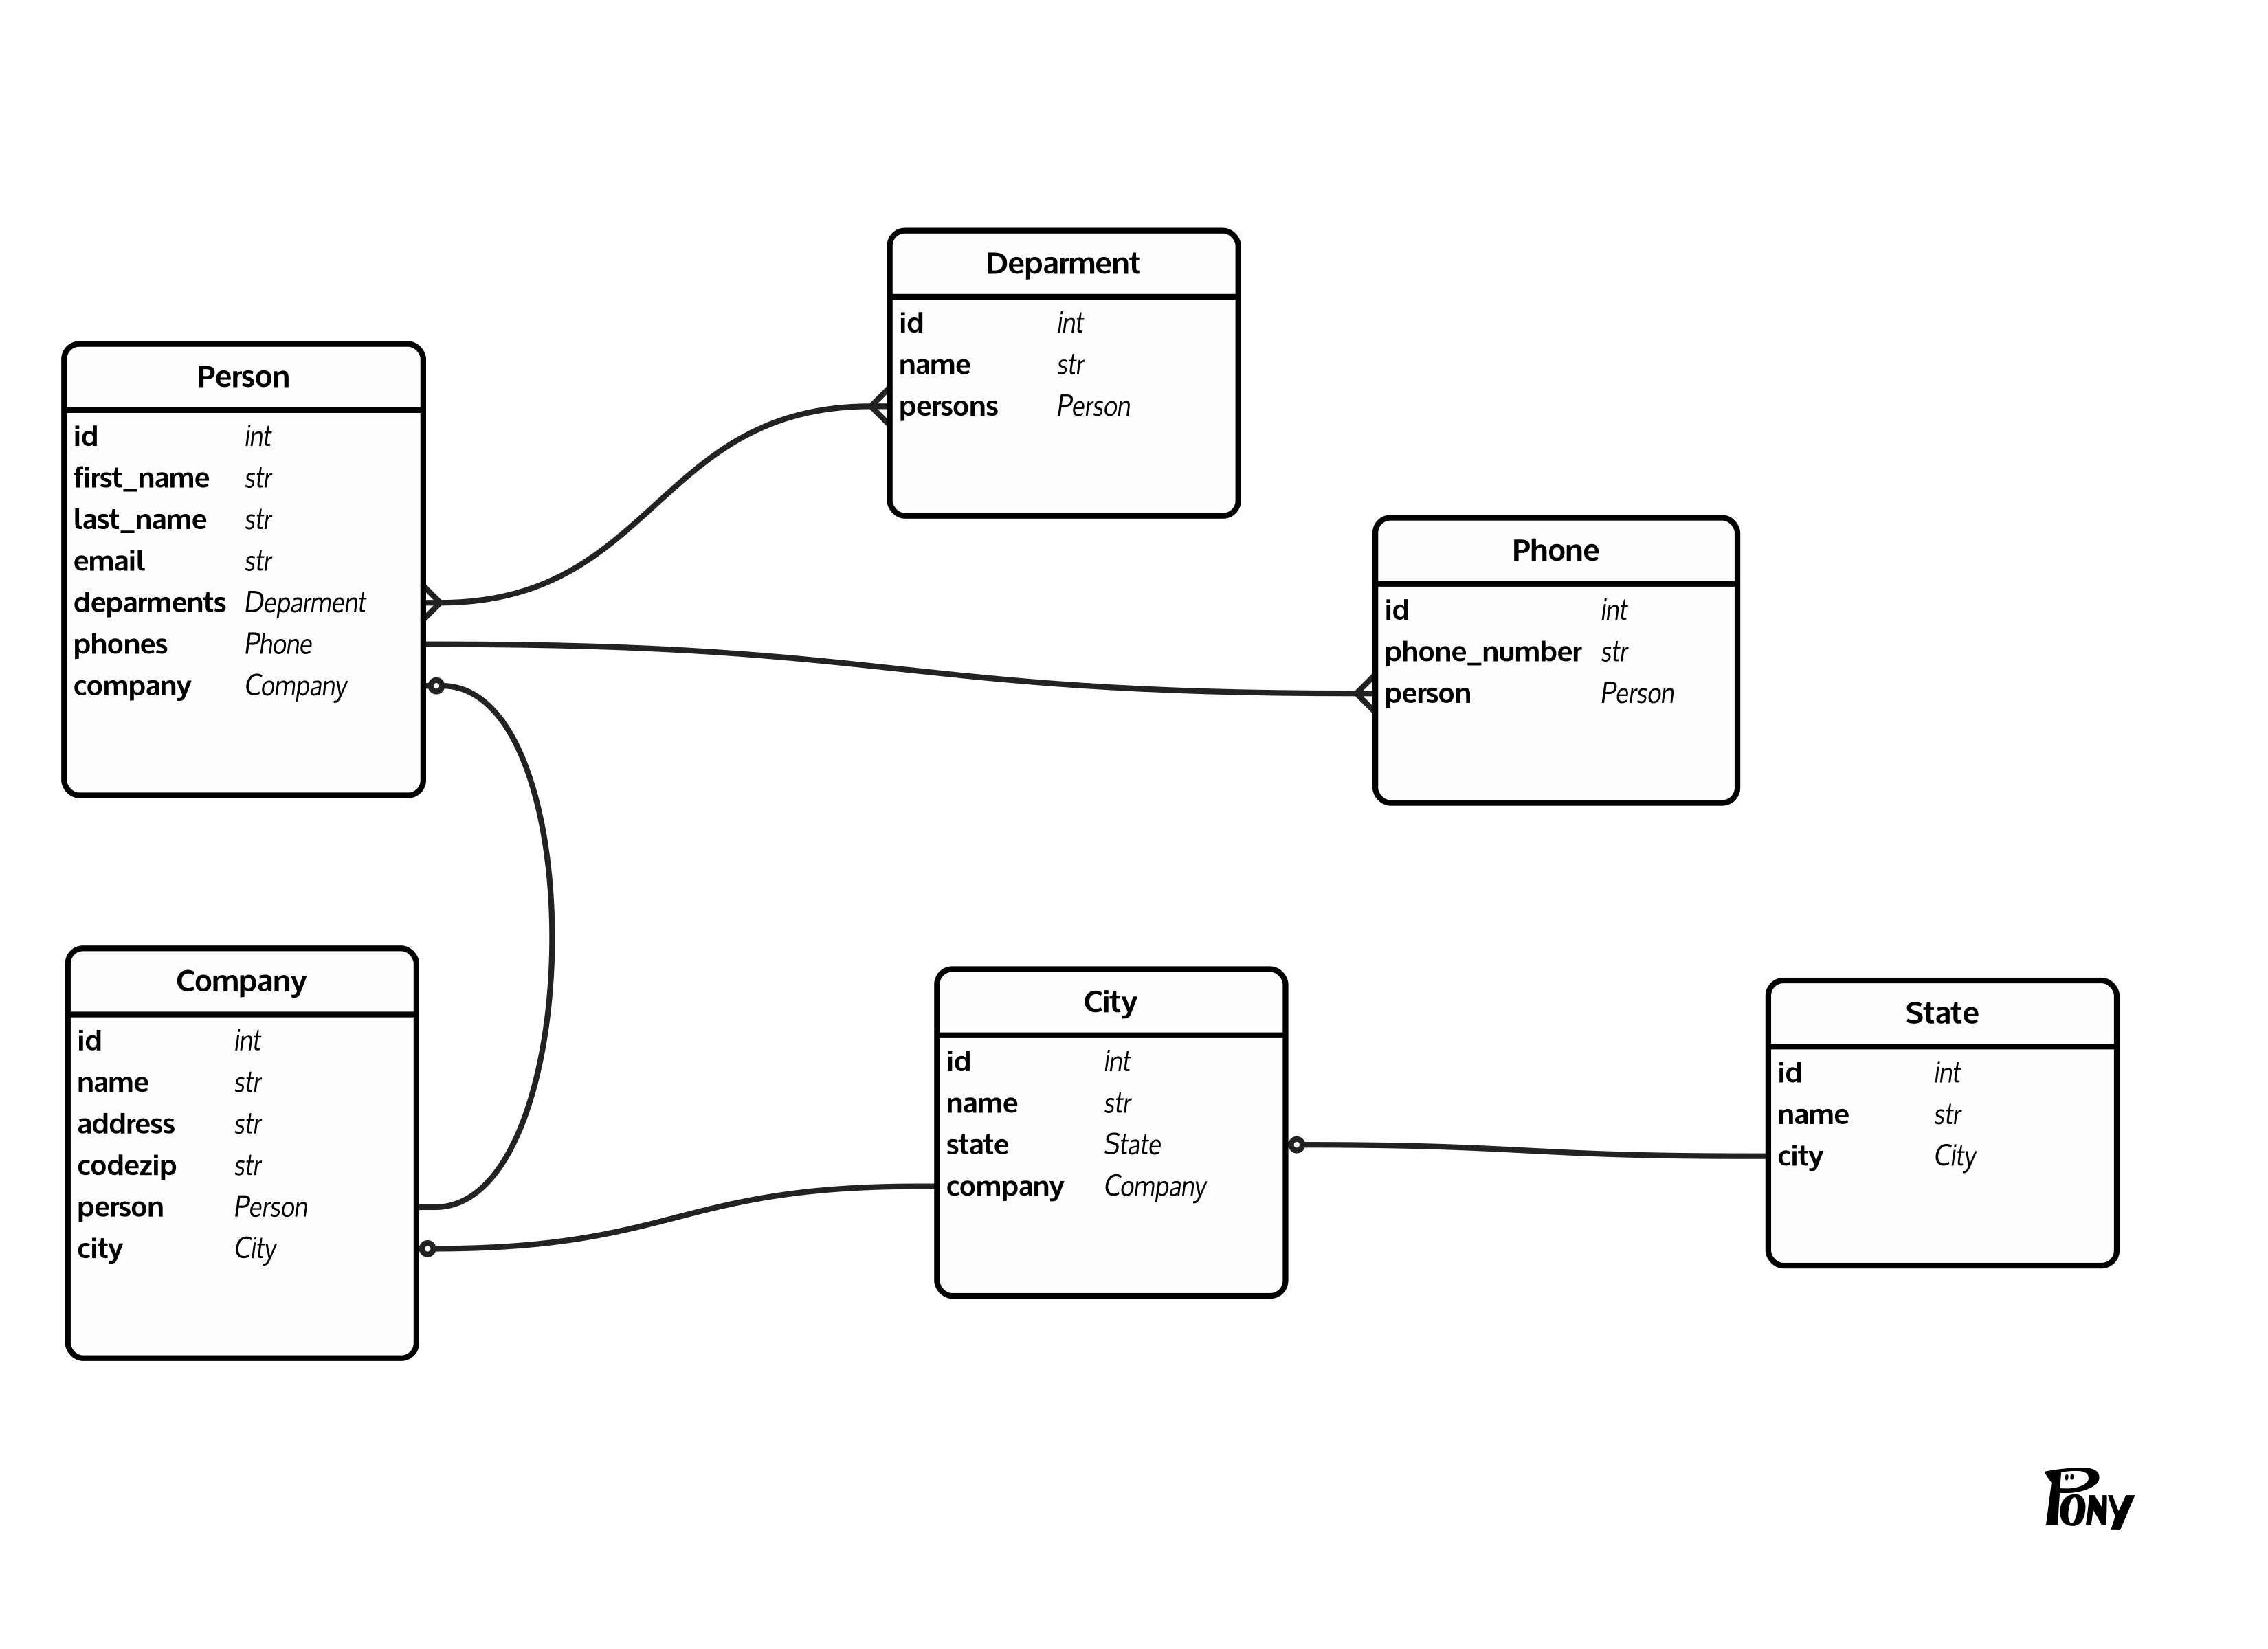 Deparment
id int
name str
persons Person
Person
id int
first_name str
last_name str
email str
deparments Deparment
phones Phone
company Company
Phone
id int
phone_number str
person Person
Company
id int
name str
address str
codezip str
person Person
city City
City
id int
name str
state State
company Company
State
id int
name str
city City
PONY